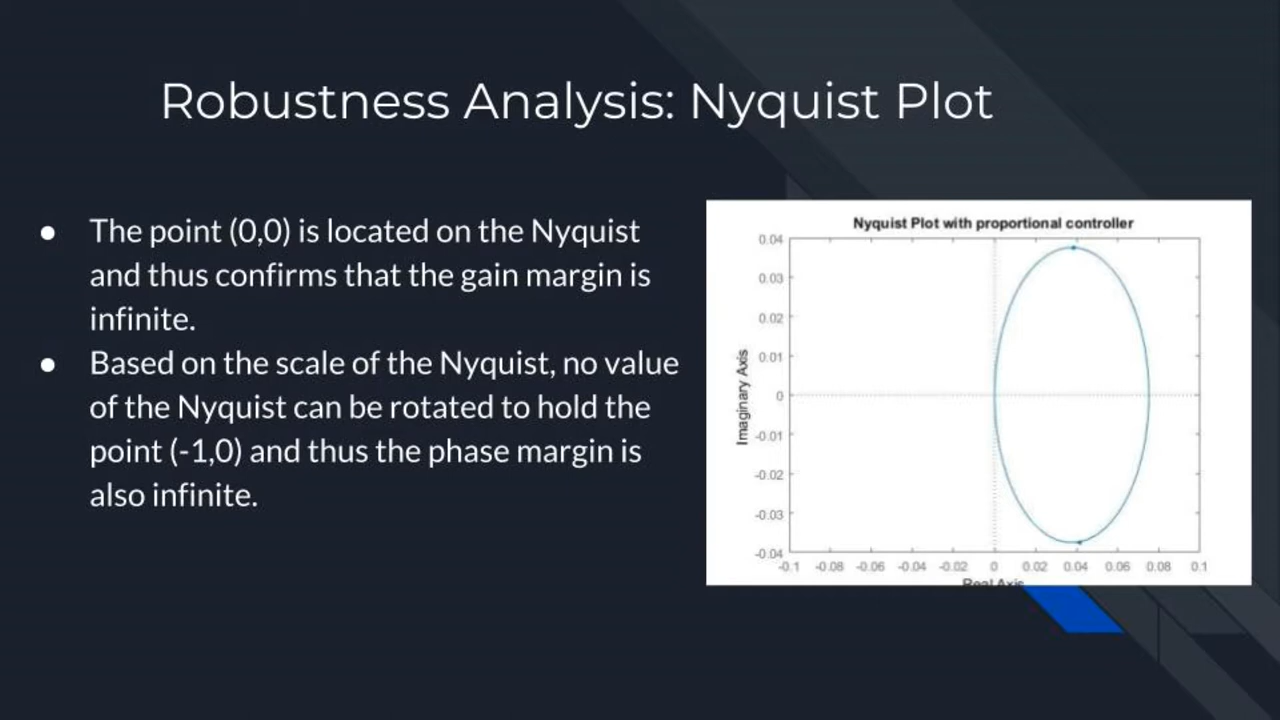 Robustness Analysis: Nyquist Plot
● The point (0,0) is located on the Nyquist
and thus confirms that the gain margin is
infinite.
● Based on the scale of the Nyquist, no value
of the Nyquist can be rotated to hold the
point (-1,0) and thus the phase margin is
also infinite.
Nyquist Plot with proportional controller
Imaginary Axis
0.04
0.03
0.02
0.01
0
-0.01
-0.02
-0.03
-0.04
-0.1 -0.08 -0.06 -0.04 -0.02 0 0.02 0.04 0.06 0.08 0.1
Real Axis